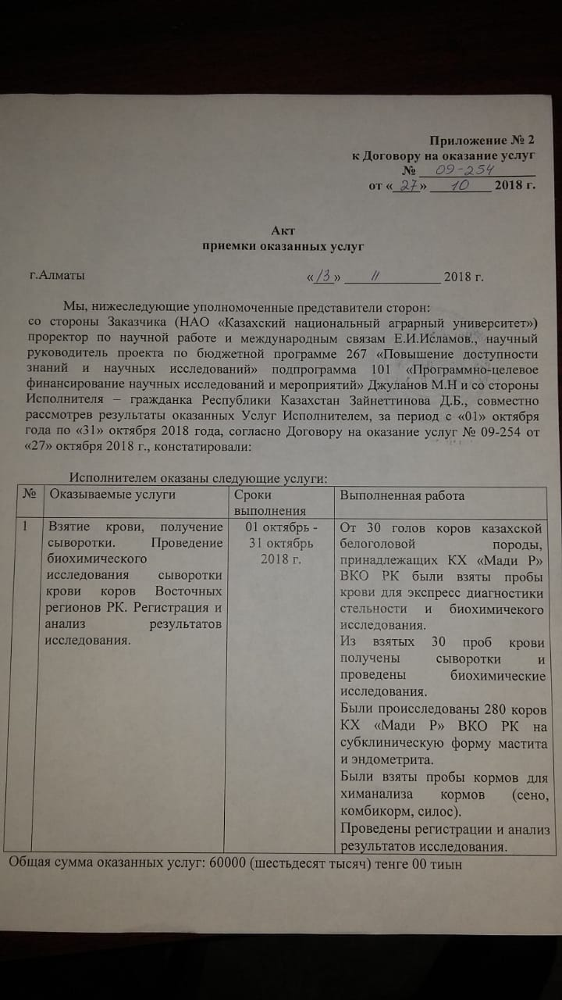 Приложение № 2
к Договору на оказание услуг
№ 09-254
от «27» 10 2018 г.
Акт
приемки оказанных услуг
г.Алматы «13» 11 2018 г.
Мы, нижеследующие уполномоченные представители сторон:
со стороны Заказчика (НАО «Казахский национальный аграрный университет»)
проректор по научной работе и международным связам Е.И.Исламов., научный
руководитель проекта по бюджетной программе 267 «Повышение доступности
знаний и научных исследований» подпрограмма 101 «Программно-целевое
финансирование научных исследований и мероприятий» Джуланов М.Н и со стороны
Исполнителя – гражданка Республики Казахстан Зайнеттинова Д.Б., совместно
рассмотрев результаты оказанных Услуг Исполнителем, за период с «01» октября
года по «31» октября 2018 года, согласно Договору на оказание услуг № 09-254 от
«27» октября 2018 г., констатировали:
Исполнителем оказаны следующие услуги:
№ Оказываемые услуги Сроки выполнения Выполненная работа
1
Взятие крови, получение
сыворотки. Проведение
биохимического
исследования сыворотки
крови коров Восточных
регионов РК. Регистрация и
анализ результатов
исследования.
01 октябрь -
31 октябрь
2018 г.
От 30 голов коров казахской
белоголовой породы,
принадлежащих КХ «Мади Р»
ВКО РК были взяты пробы
крови для экспресс диагностики
стельности и биохимичекого
исследования.
Из взятых 30 проб крови
получены сыворотки и
проведены биохимические
исследования.
Были происследованы 280 коров
КХ «Мади Р» ВКО РК на
субклиническую форму мастита
и эндометрита.
Были взяты пробы кормов для
химанализа кормов (сено,
комбикорм, силос).
Проведены регистрации и анализ
результатов исследования.
Общая сумма оказанных услуг: 60000 (шестьдесят тысяч) тенге 00 тиын